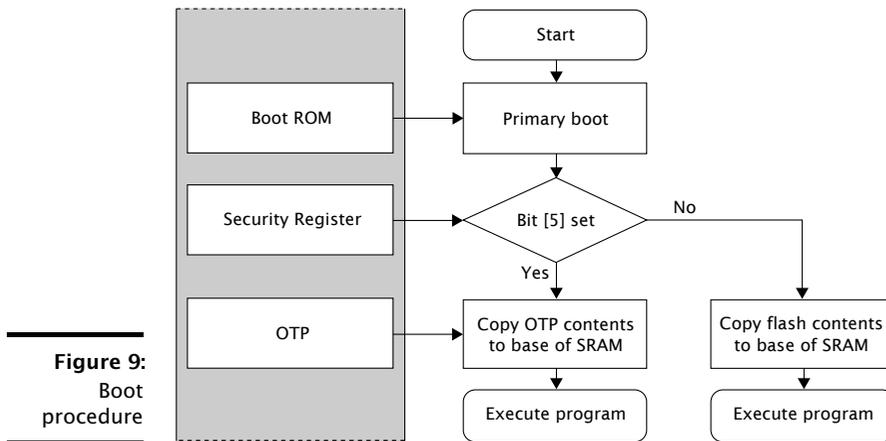 Start
Boot ROM
Primary boot
Security Register
Bit [5] set
No
Yes
OTP
Copy OTP contents
to base of SRAM
Copy flash contents
to base of SRAM
Execute program
Execute program
Figure 9:
Boot
procedure